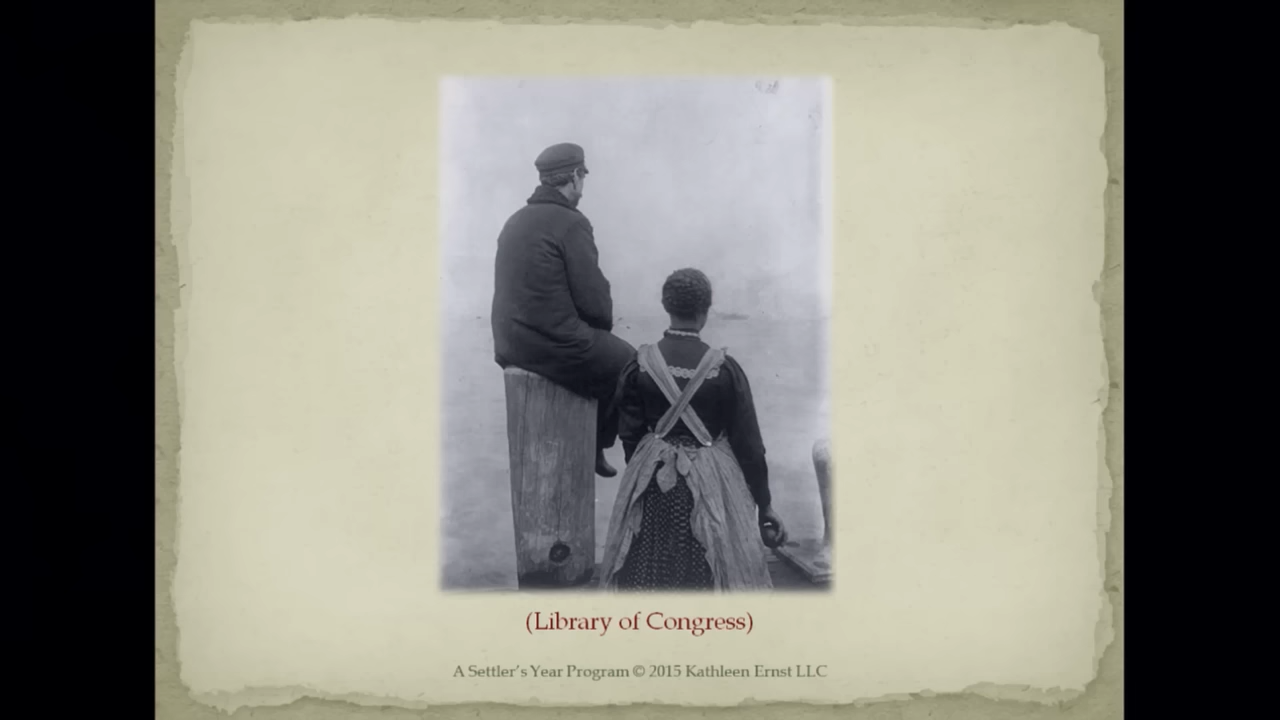 (Library of Congress)
A Settler's Year Program © 2015 Kathleen Ernst LLC